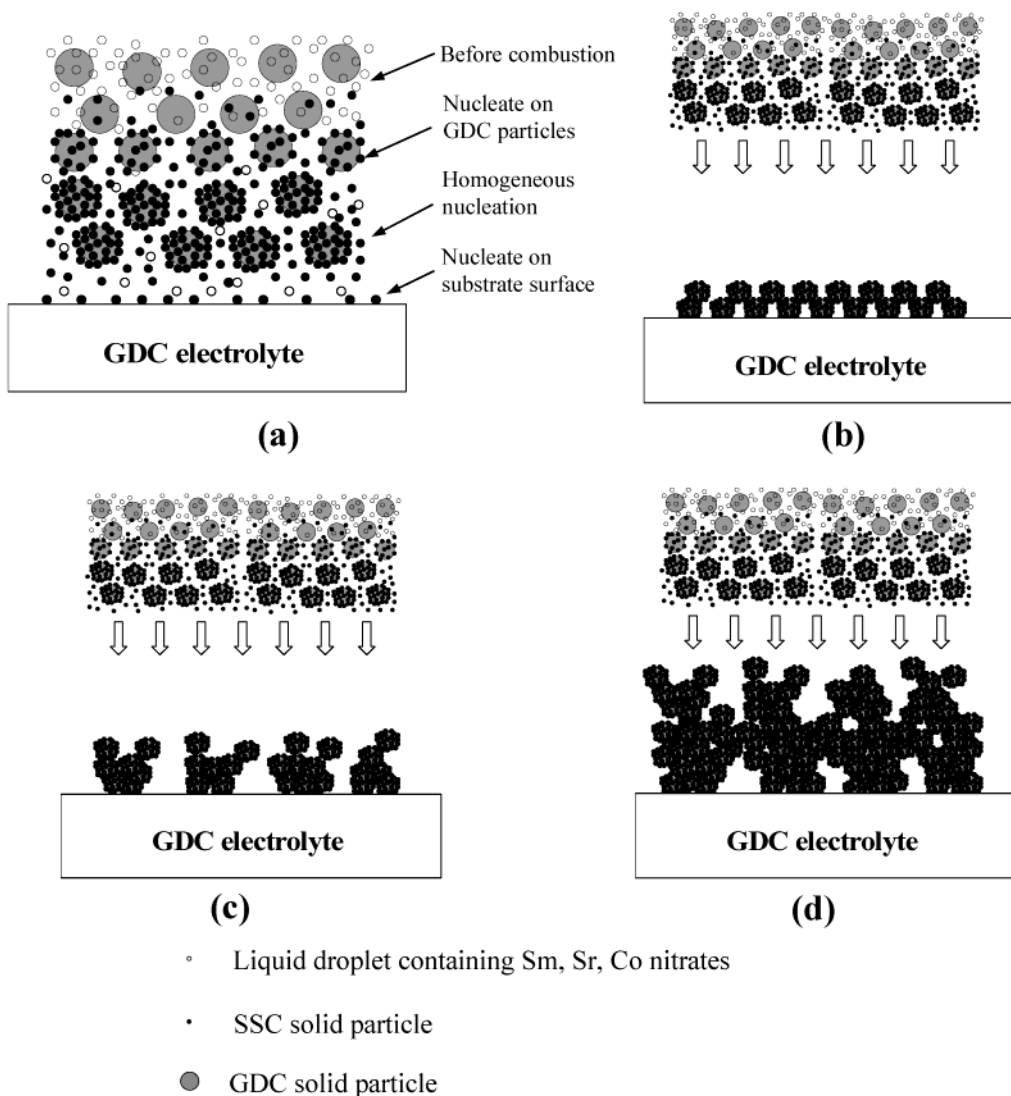 Before combustion
Nucleate on
GDC particles
Homogeneous
nucleation
Nucleate on
substrate surface
GDC electrolyte
(a)
GDC electrolyte
(b)
GDC electrolyte
(c)
GDC electrolyte
(d)
Liquid droplet containing Sm, Sr, Co nitrates
SSC solid particle
GDC solid particle